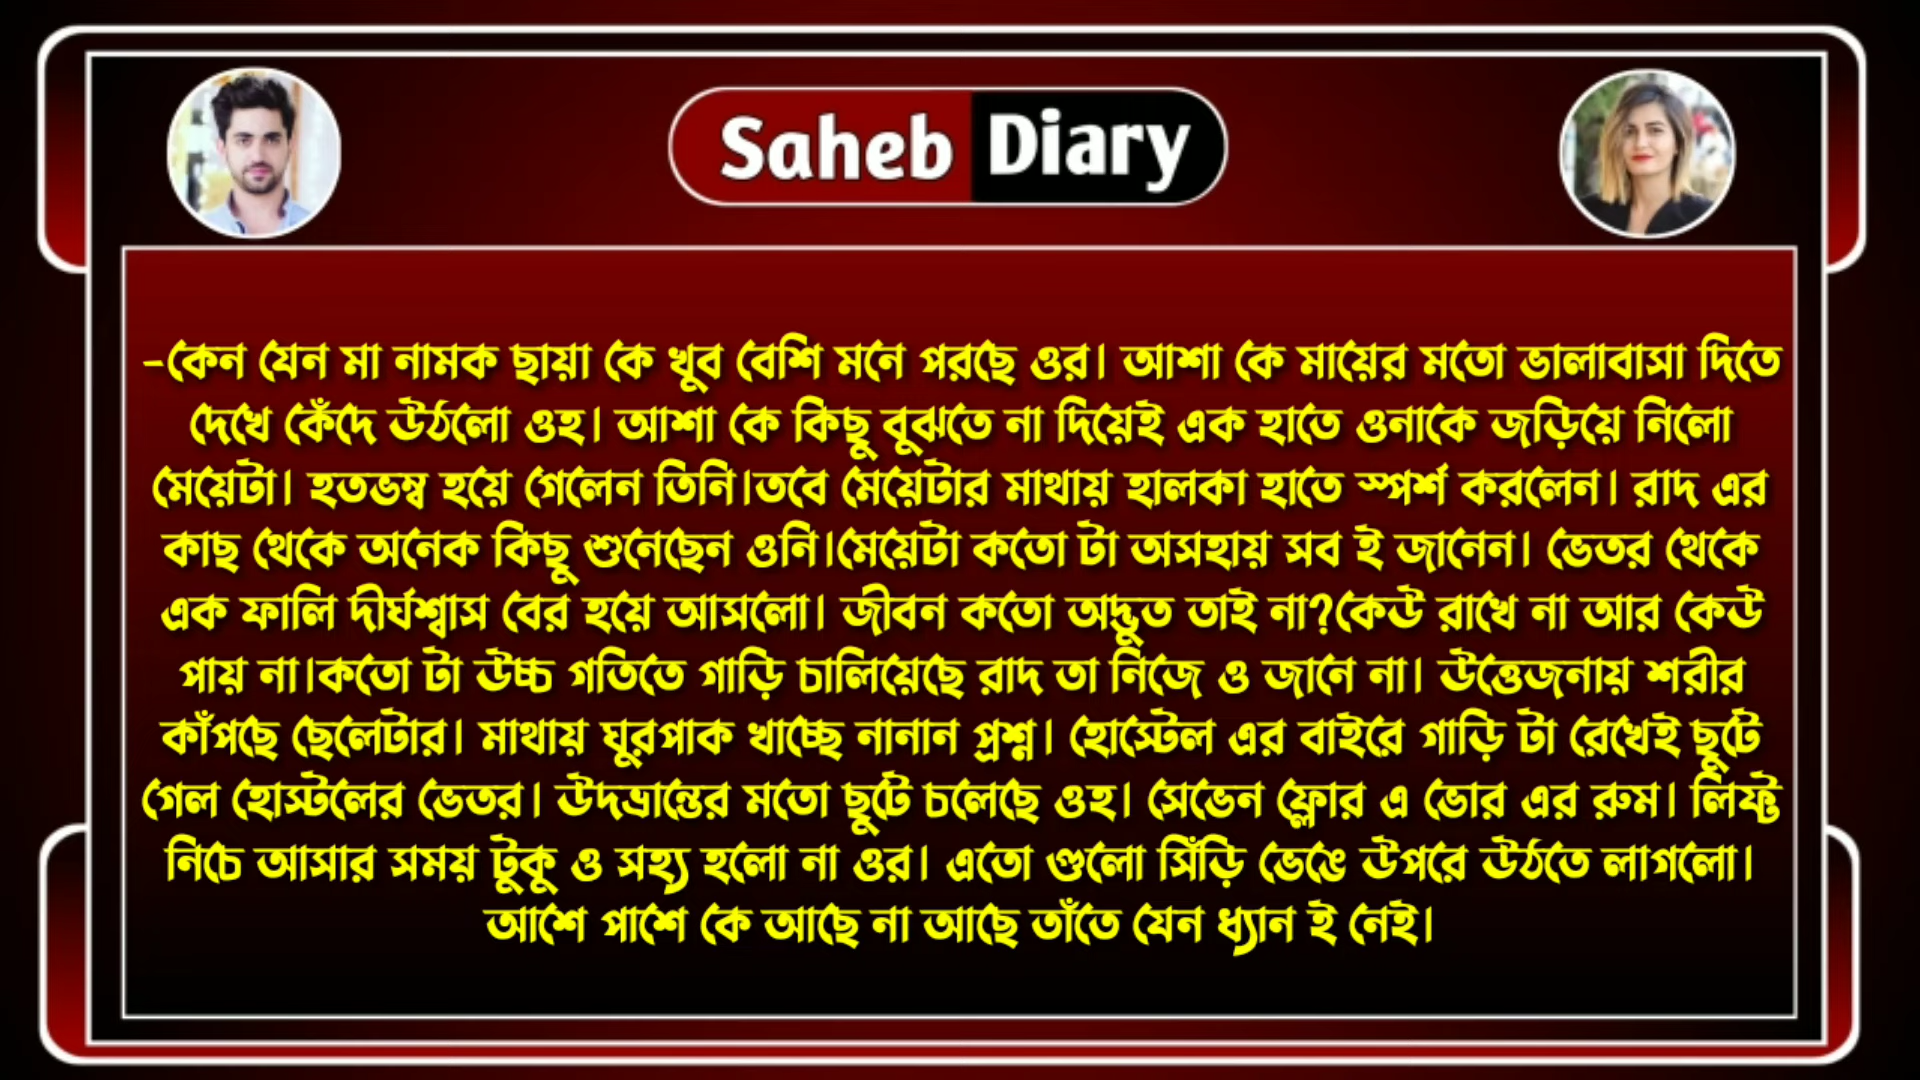 Saheb Diary
-কেন যেন মা নামক ছায়া কে খুব বেশি মনে পরছে ওর। আশা কে মায়ের মতো ভালাবাসা দিতে
দেখে কেঁদে উঠলো ওহ। আশা কে কিছু বুঝতে না দিয়েই এক হাতে ওনাকে জড়িয়ে নিলো
মেয়েটা। হতভম্ব হয়ে গেলেন তিনি।তবে মেয়েটার মাথায় হালকা হাতে স্পর্শ করলেন। রাদ এর
কাছ থেকে অনেক কিছু শুনেছেন ওনি।মেয়েটা কতো টা অসহায় সব ই জানেন। ভেতর থেকে
এক ফালি দীর্ঘশ্বাস বের হয়ে আসলো। জীবন কতো অদ্ভুত তাই না?কেউ রাখে না আর কেউ
পায় না।কতো টা উচ্চ গতিতে গাড়ি চালিয়েছে রাদ তা নিজে ও জানে না। উত্তেজনায় শরীর
কাঁপছে ছেলেটার। মাথায় ঘুরপাক খাচ্ছে নানান প্রশ্ন। হোস্টেল এর বাইরে গাড়ি টা রেখেই ছুটে
গেল হোস্টলের ভেতর। উদভ্রান্তের মতো ছুটে চলেছে ওহ। সেভেন ফ্লোর এ ভোর এর রুম। লিফ্ট
নিচে আসার সময় টুকু ও সহ্য হলো না ওর। এতো গুলো সিঁড়ি ভেঙে উপরে উঠতে লাগলো।
আশে পাশে কে আছে না আছে তাঁতে যেন ধ্যান ই নেই।